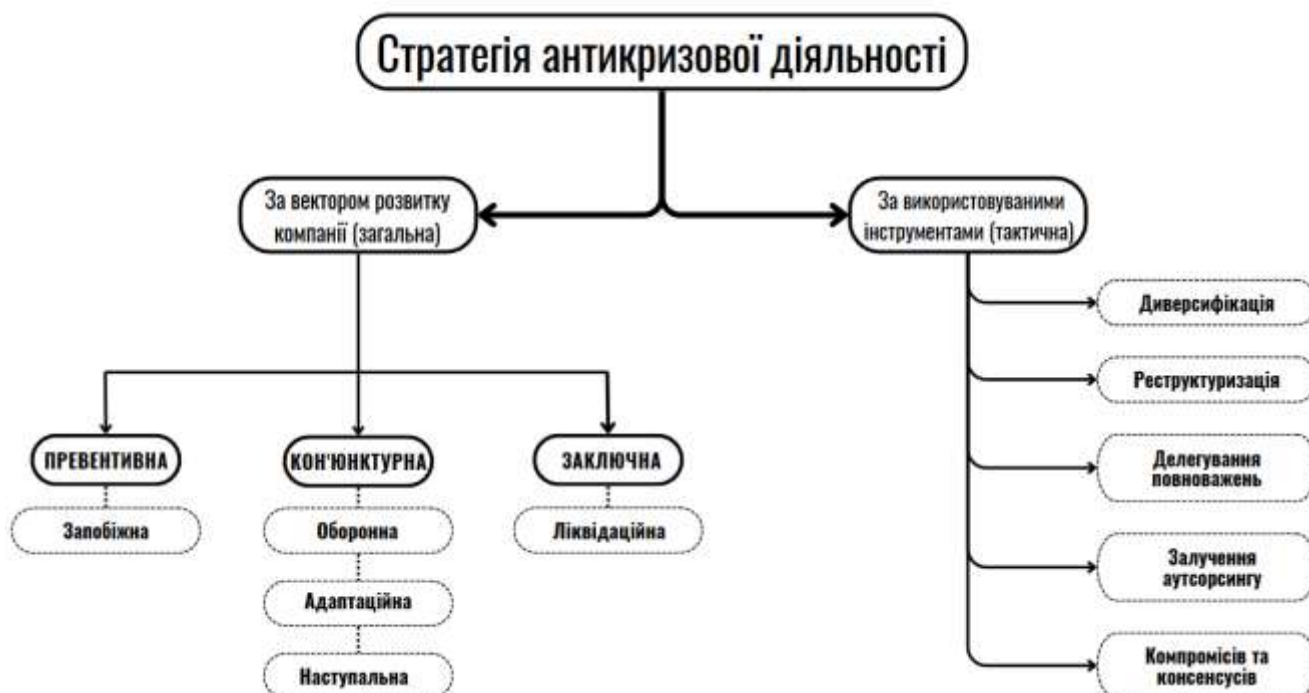 Стратегія антикризової діяльності
За вектором розвитку
компанії (загальна)
За використовуваними
інструментами (тактична)
Диверсифікація
Реструктуризація
Делегування
повноважень
Залучення
аутсорсингу
Компромісів та
консенсусів
ПРЕВЕНТИВНА
КОН'ЮНКТУРНА
ЗАКЛЮЧНА
Запобіжна
Оборонна
Ліквідаційна
Адаптаційна
Наступальна